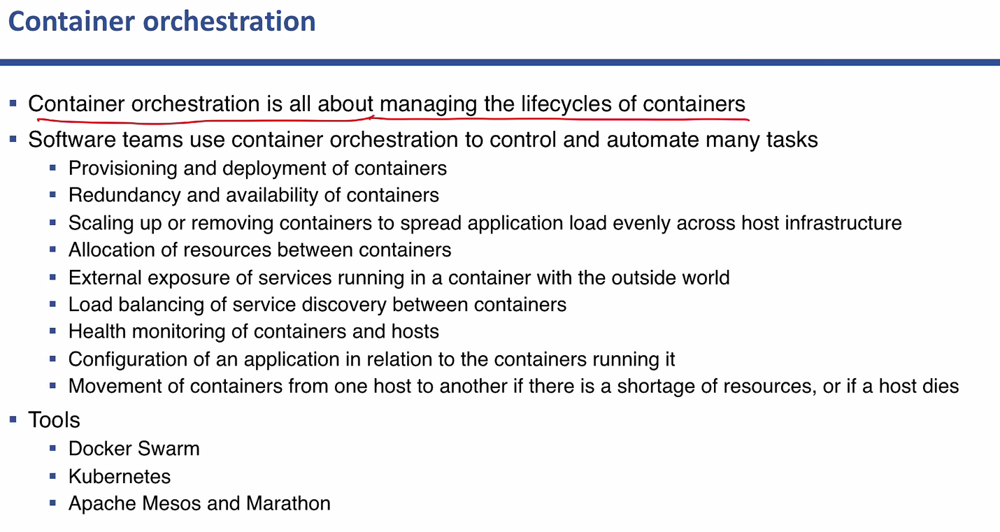 Container orchestration
▪ Container orchestration is all about managing the lifecycles of containers
▪ Software teams use container orchestration to control and automate many tasks
▪ Provisioning and deployment of containers
▪ Redundancy and availability of containers
▪ Scaling up or removing containers to spread application load evenly across host infrastructure
▪ Allocation of resources between containers
▪ External exposure of services running in a container with the outside world
▪ Load balancing of service discovery between containers
▪ Health monitoring of containers and hosts
▪ Configuration of an application in relation to the containers running it
▪ Movement of containers from one host to another if there is a shortage of resources, or if a host dies
▪ Tools
▪ Docker Swarm
▪ Kubernetes
▪ Apache Mesos and Marathon